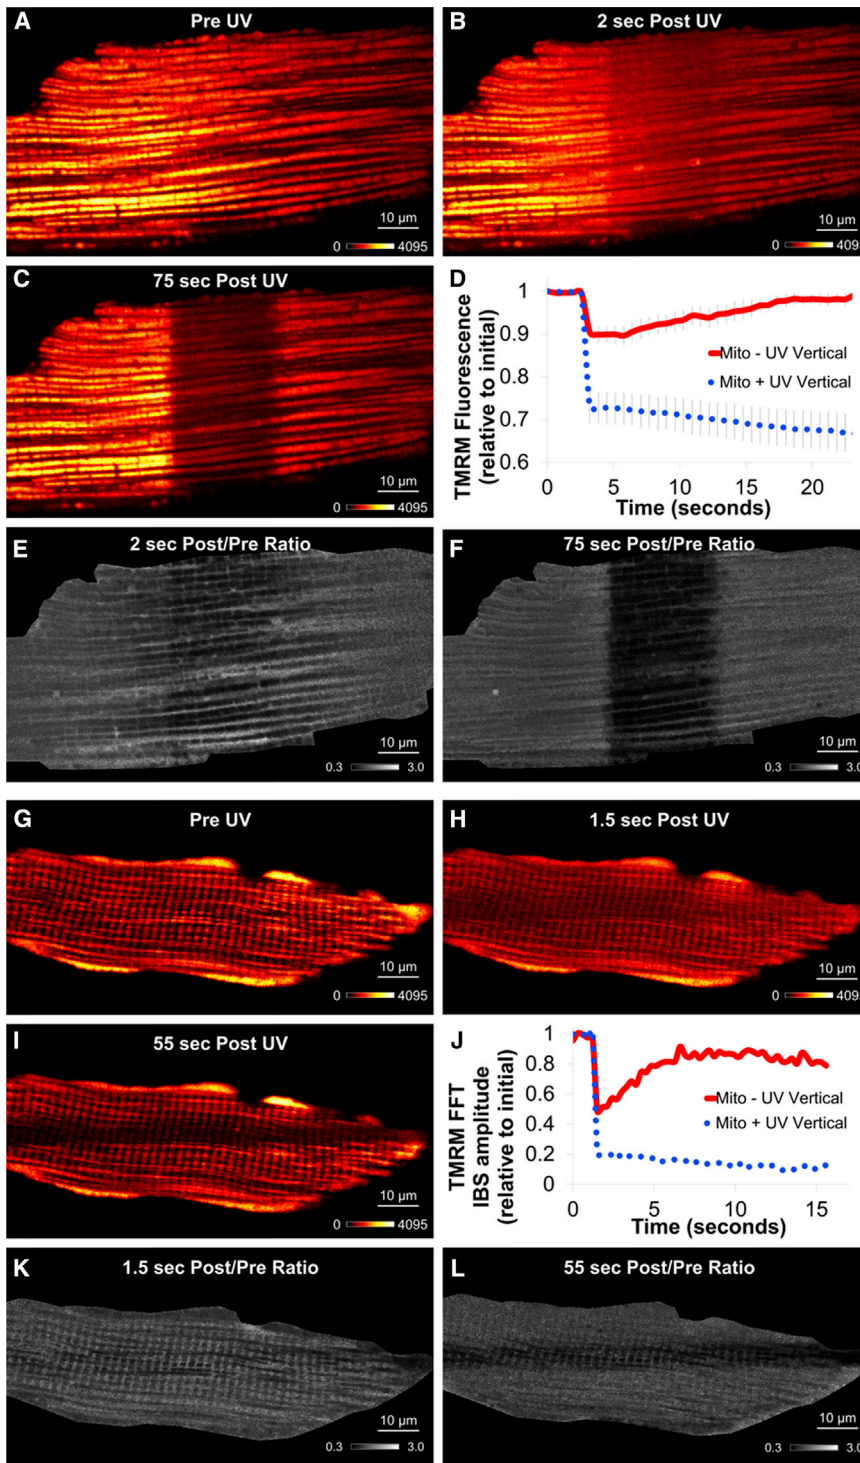 A
Pre UV
10 µm
0 4095
B
2 sec Post UV
10 µm
0 4095
C
75 sec Post UV
10 µm
0 4095
D
1
0.9
0.8
0.7
0.6
0 10 20
TMRM Fluorescence
(relative to initial)
Time (seconds)
Mito - UV Vertical
Mito + UV Vertical
E
2 sec Post/Pre Ratio
10 µm
0.3 3.0
F
75 sec Post/Pre Ratio
10 µm
0.3 3.0
G
Pre UV
10 µm
0 4095
H
1.5 sec Post UV
10 µm
0 4095
I
55 sec Post UV
10 µm
0 4095
J
1
0.8
0.6
0.4
0.2
0
0 5 10 15
TMRM FFT
IBS amplitude
(relative to initial)
Time (seconds)
Mito - UV Vertical
Mito + UV Vertical
K
1.5 sec Post/Pre Ratio
10 µm
0.3 3.0
L
55 sec Post/Pre Ratio
10 µm
0.3 3.0